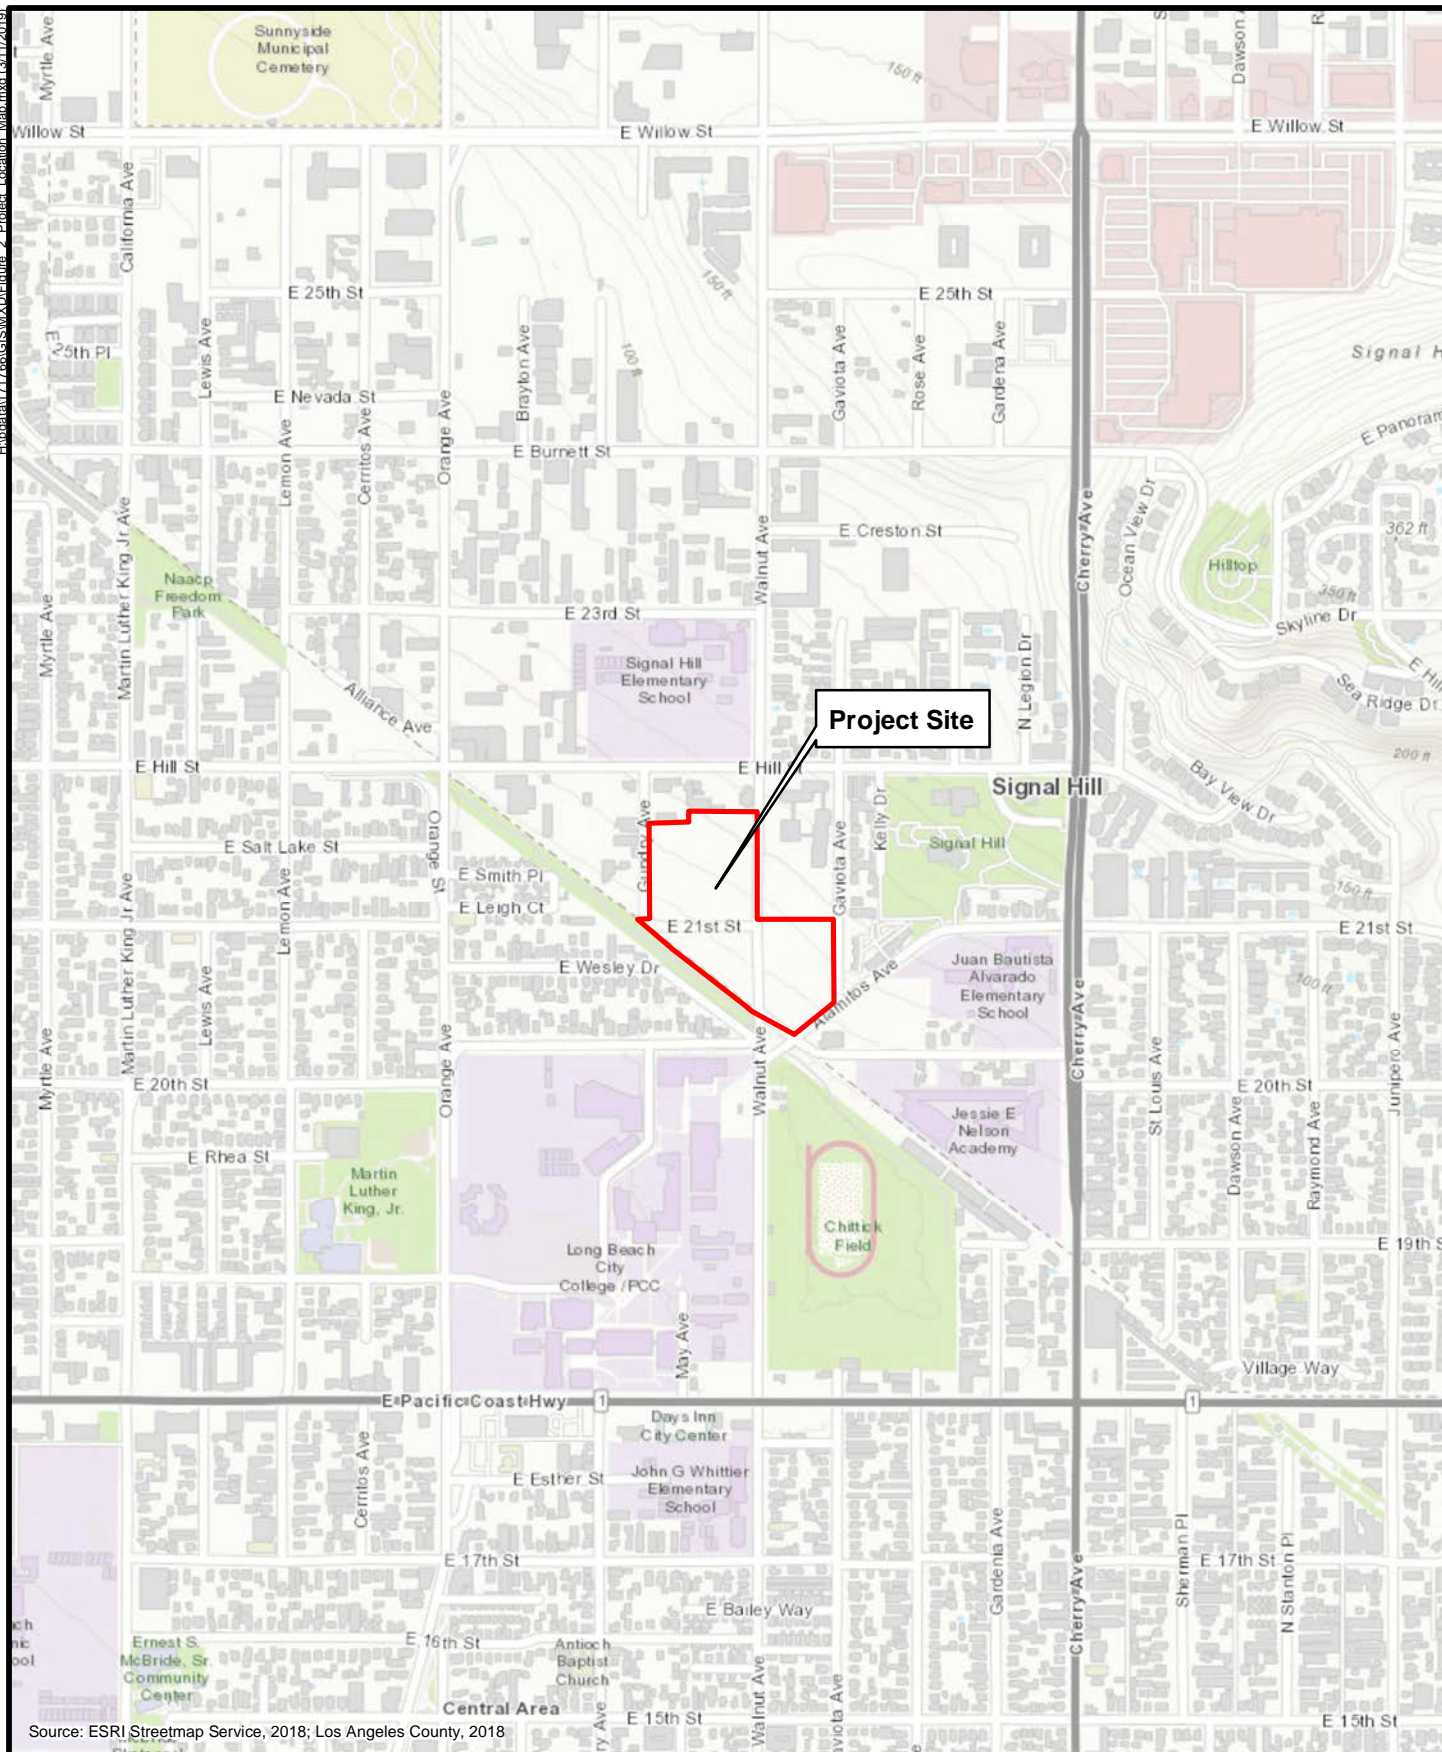 Sunnyside
Municipal
Cemetery
Myrtle Ave
150 ft
Dawson
Willow St
E Willow St
E Willow St
California Ave
150 ft
E 25th St
E 25th St
E 25th Pl
Lewis Ave
Brayton Ave
100 ft
Gaviota Ave
Rose Ave
Gardena Ave
Signal H
E Nevada St
Lemon Ave
Cerritos Ave
Orange Ave
E Burnett St
E Panoram
Martin Luther King Jr. Ave
Walnut Ave
E Creston St
Cherry Ave
Ocean View Dr
362 ft
Hilltop
350 ft
Naacp
Freedom
Park
E 23rd St
Skyline Dr
Myrtle Ave
Signal Hill
Elementary
School
N Legion Dr
E Hil
Sea Ridge Dr
Alliance Ave
Project Site
200 ft
E Hill St
E Hill St
Signal Hill
Bay View Dr
Gundry Ave
Gaviota Ave
Kelly Dr
Signal Hill
E Salt Lake St
Orange St
E Smith Pl
150 ft
E Leigh Ct
Martin Luther King Jr Ave
Lemon Ave
E 21st St
E 21st St
E Wesley Dr
Alamitos Ave
Juan Bautista
Alvarado
Elementary
School
100 ft
Lewis Ave
Myrtle Ave
Orange Ave
Walnut Ave
Cherry Ave
St Louis Ave
Junipero Ave
E 20th St
E 20th St
Dawson Ave
Raymond Ave
Jessie E
Nelson
Academy
E Rhea St
Martin
Luther
King, Jr.
Chittick
Field
E 19th S
Long Beach
City
College /PCC
May Ave
Village Way
E Pacific Coast Hwy
1
1
Days Inn
City Center
Cerritos Ave
E Esther St
John G Whittier
Elementary
School
Gardenia Ave
Sherman Pl
N Stanton Pl
E 17th St
E 17th St
Cherry Ave
E Bailey Way
ch
nic
ool
Ernest S.
McBride, Sr.
Community
Center
E 16th St
Antioch
Baptist
Church
Central Area
ry Ave
E 15th St
Walnut Ave
aviota Ave
E 15th St
Source: ESRI Streetmap Service, 2018; Los Angeles County, 2018